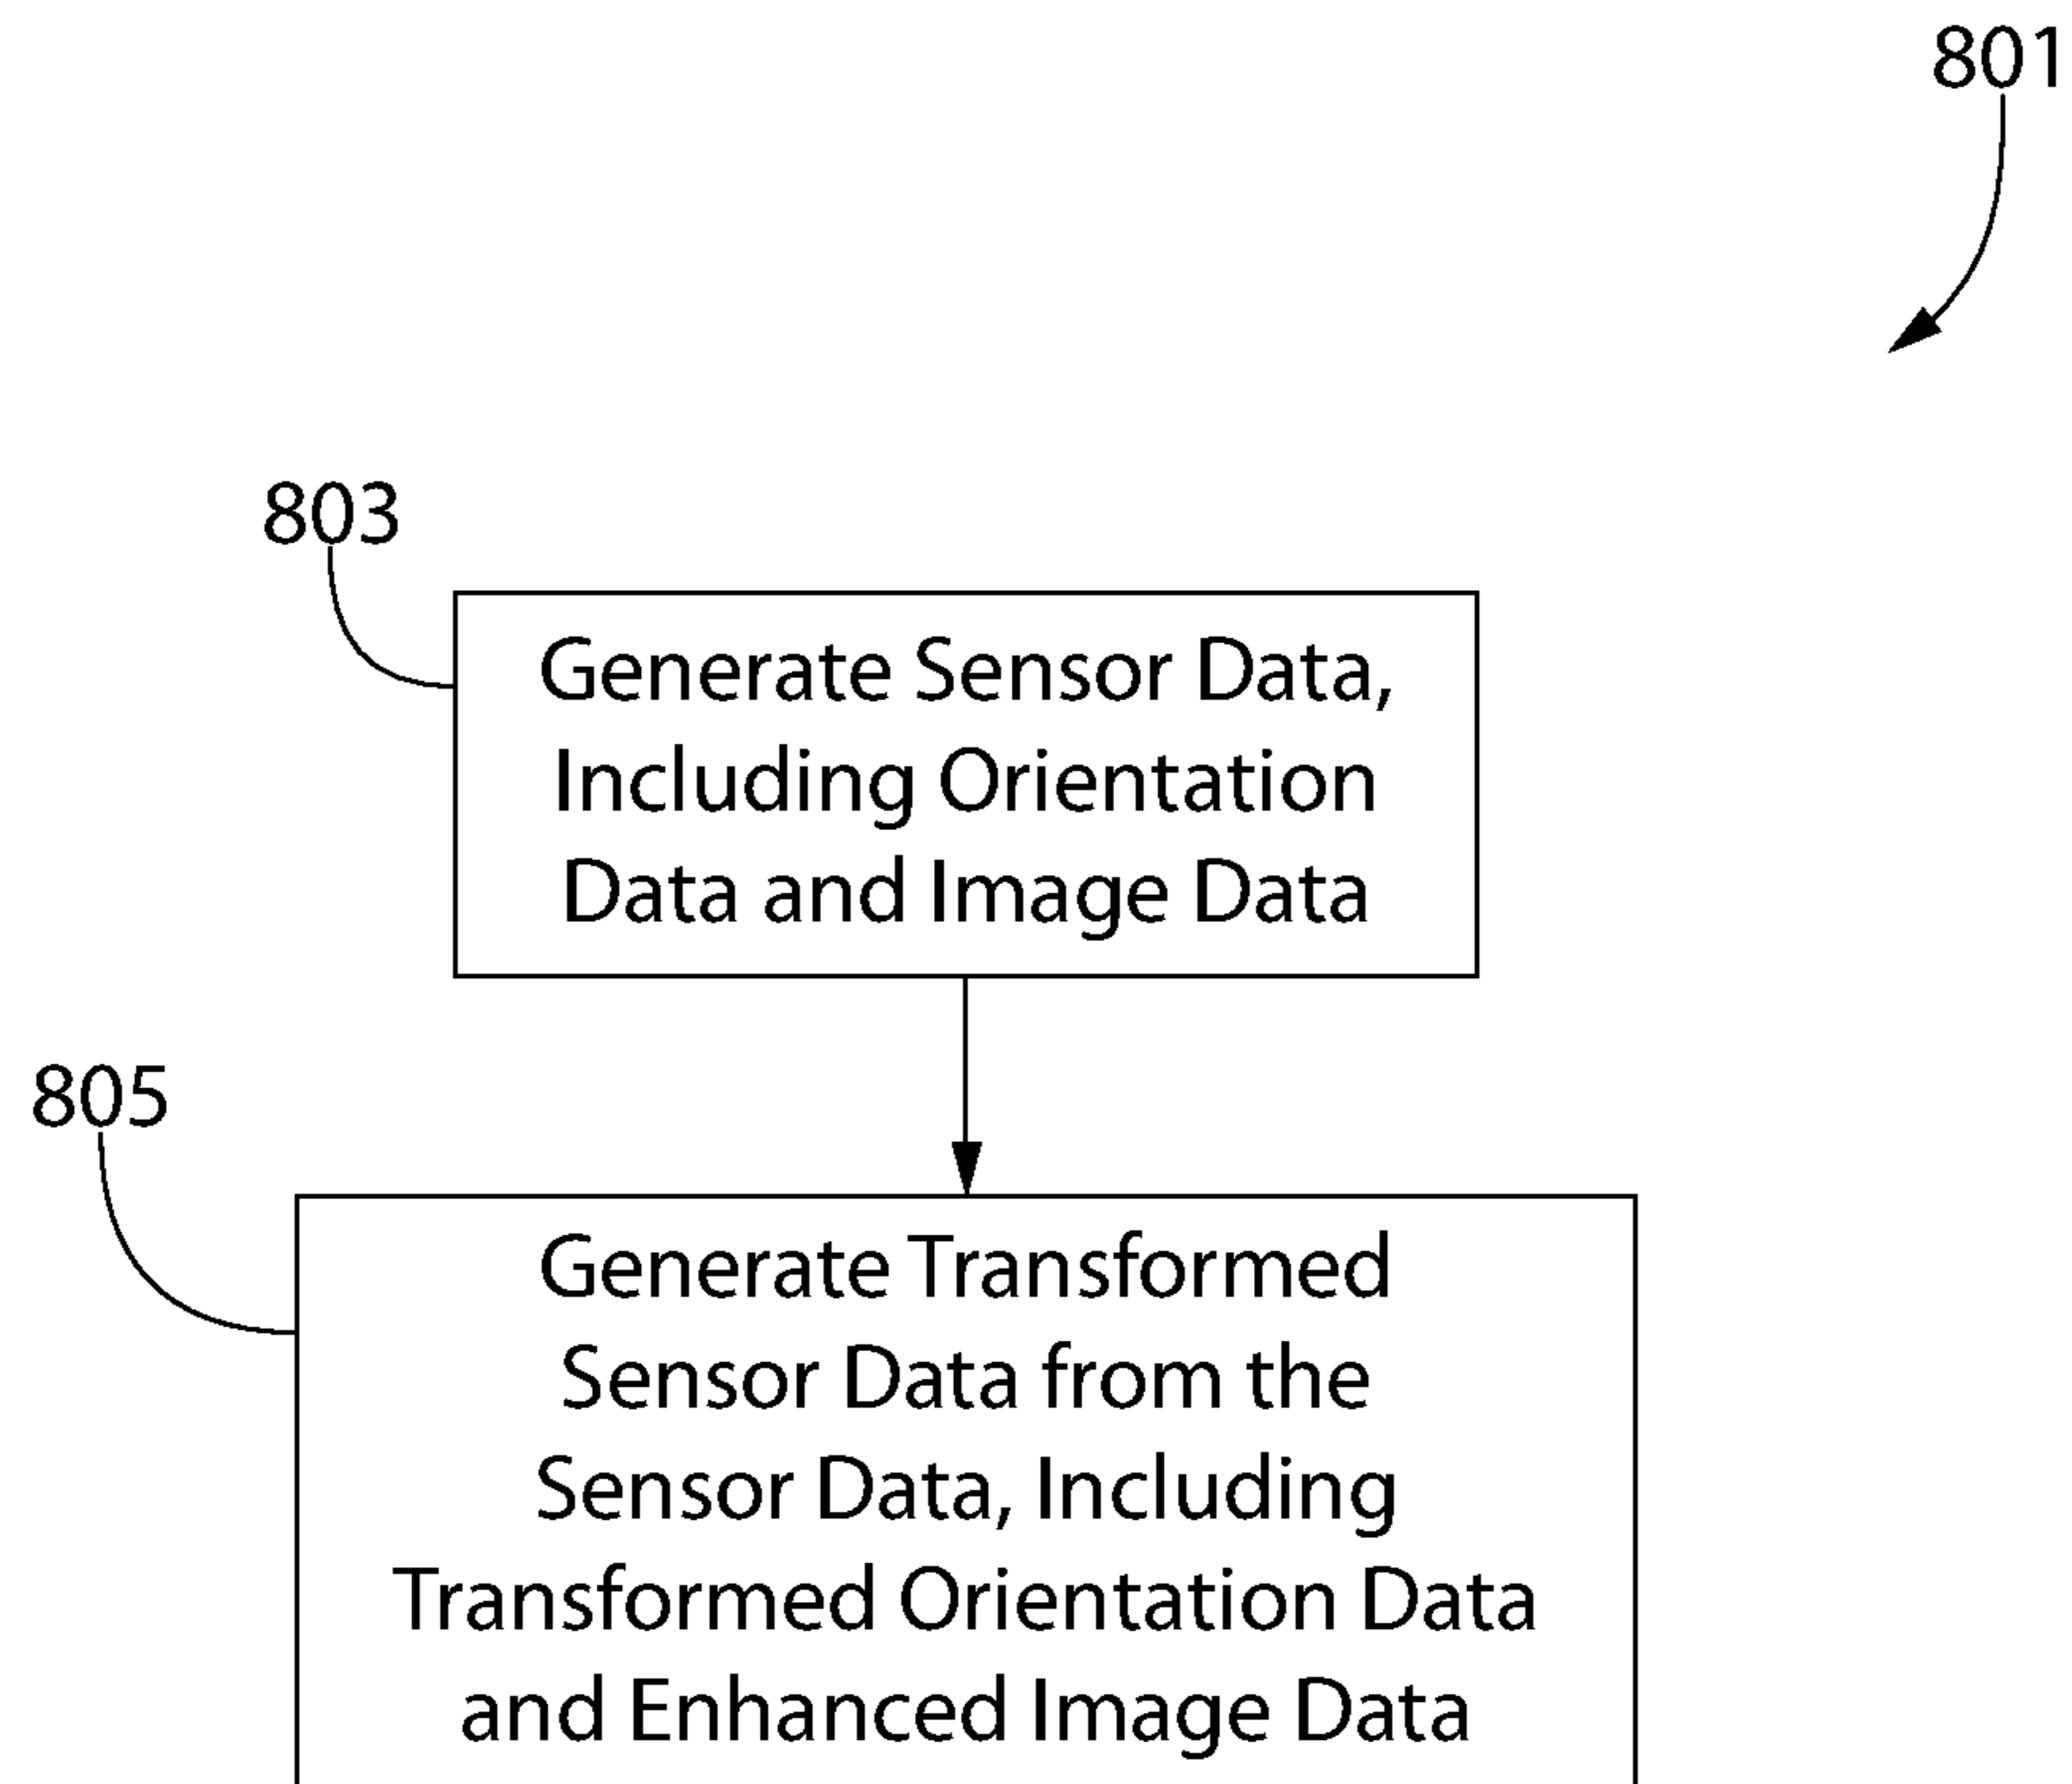 801
803
Generate Sensor Data,
Including Orientation
Data and Image Data
805
Generate Transformed
Sensor Data from the
Sensor Data, Including
Transformed Orientation Data
and Enhanced Image Data